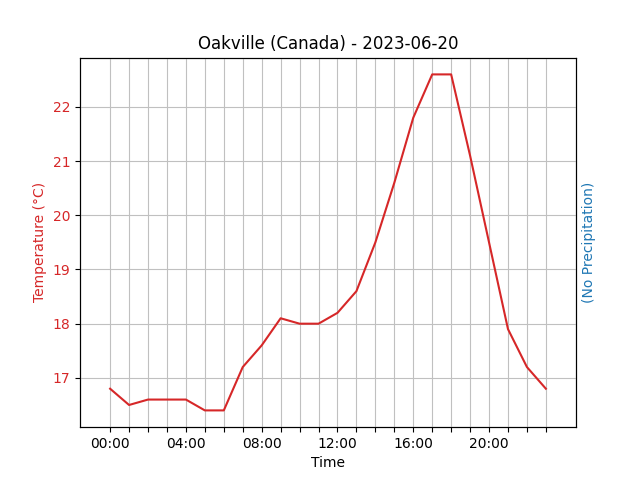 Oakville (Canada) - 2023-06-20
Temperature (°C)
22
21
20
19
18
17
(No Precipitation)
00:00 04:00 08:00 12:00 16:00 20:00
Time